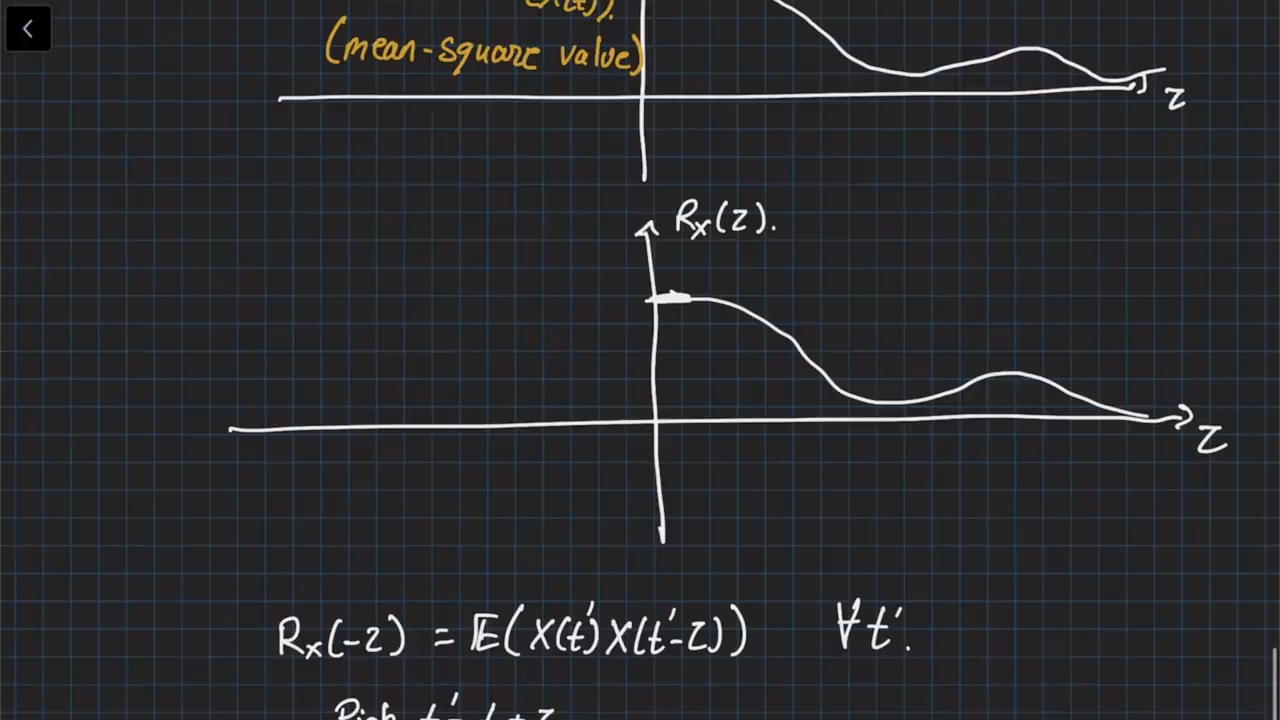 (mean-square value)
τ
Rx(τ).
τ
Rx(-τ) = 𝔼(X(t')X(t'-τ)) ∀t'.